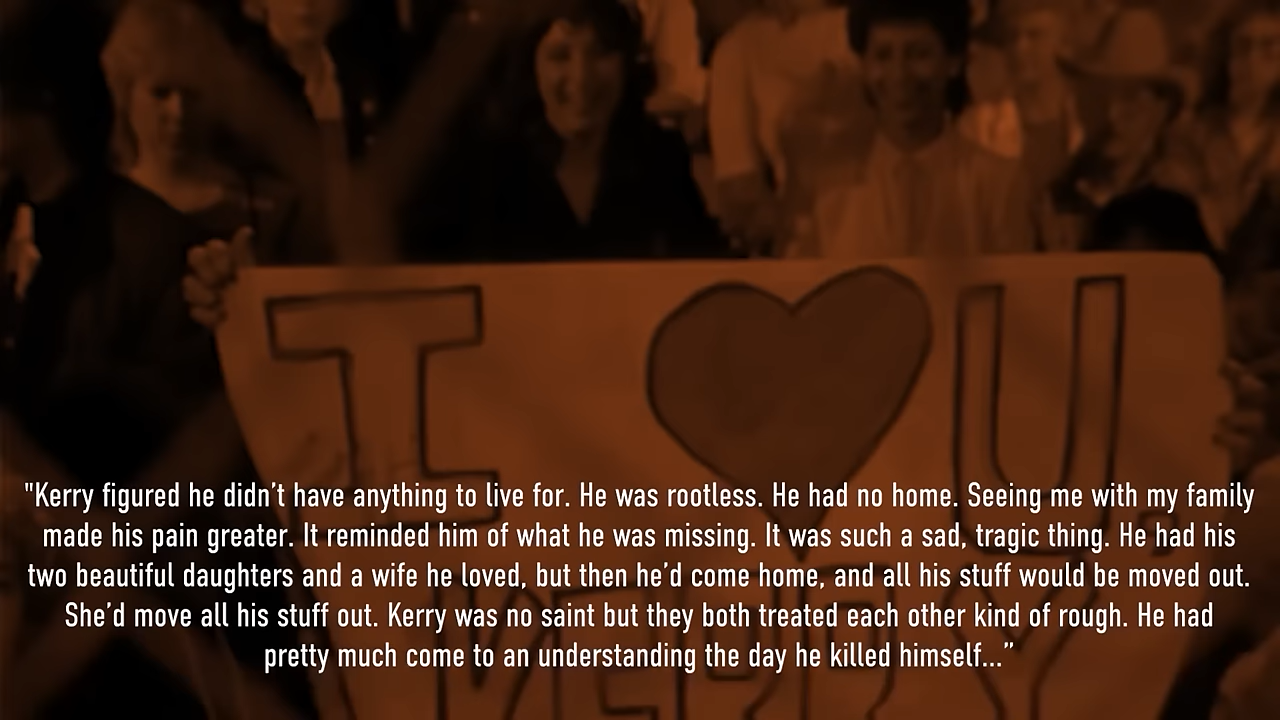 I ♥ U
KERRY
"Kerry figured he didn't have anything to live for. He was rootless. He had no home. Seeing me with my family
made his pain greater. It reminded him of what he was missing. It was such a sad, tragic thing. He had his
two beautiful daughters and a wife he loved, but then he'd come home, and all his stuff would be moved out.
She'd move all his stuff out. Kerry was no saint but they both treated each other kind of rough. He had
pretty much come to an understanding the day he killed himself..."